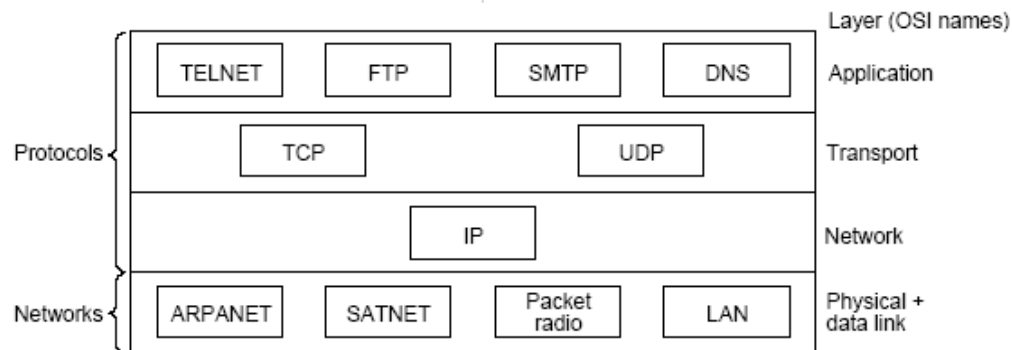 Layer (OSI names)
TELNET FTP SMTP DNS Application
Protocols TCP UDP Transport
IP Network
Networks ARPANET SATNET Packet radio LAN Physical + data link